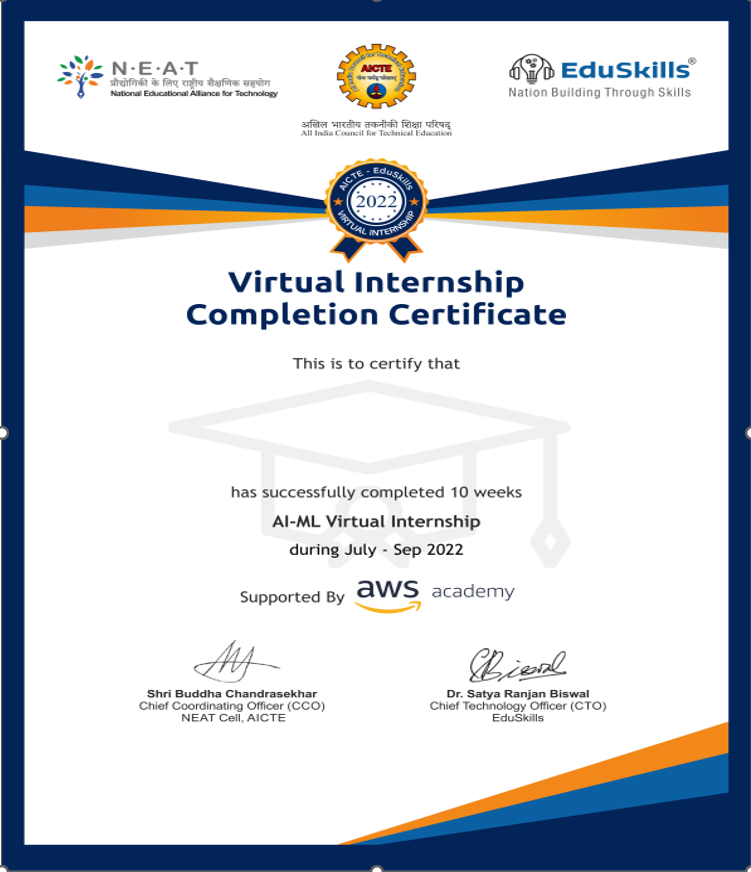 N·E·A·T
प्रौद्योगिकी के लिए राष्ट्रीय शैक्षणिक सहयोग
National Educational Alliance for Technology
AICTE
अखिल भारतीय तकनीकी शिक्षा परिषद्
All India Council for Technical Education
EduSkills®
Nation Building Through Skills
AICTE - EduSkills
2022
VIRTUAL INTERNSHIP
Virtual Internship
Completion Certificate
This is to certify that
has successfully completed 10 weeks
AI-ML Virtual Internship
during July - Sep 2022
Supported By aws academy
Shri Buddha Chandrasekhar
Chief Coordinating Officer (CCO)
NEAT Cell, AICTE
Dr. Satya Ranjan Biswal
Chief Technology Officer (CTO)
EduSkills